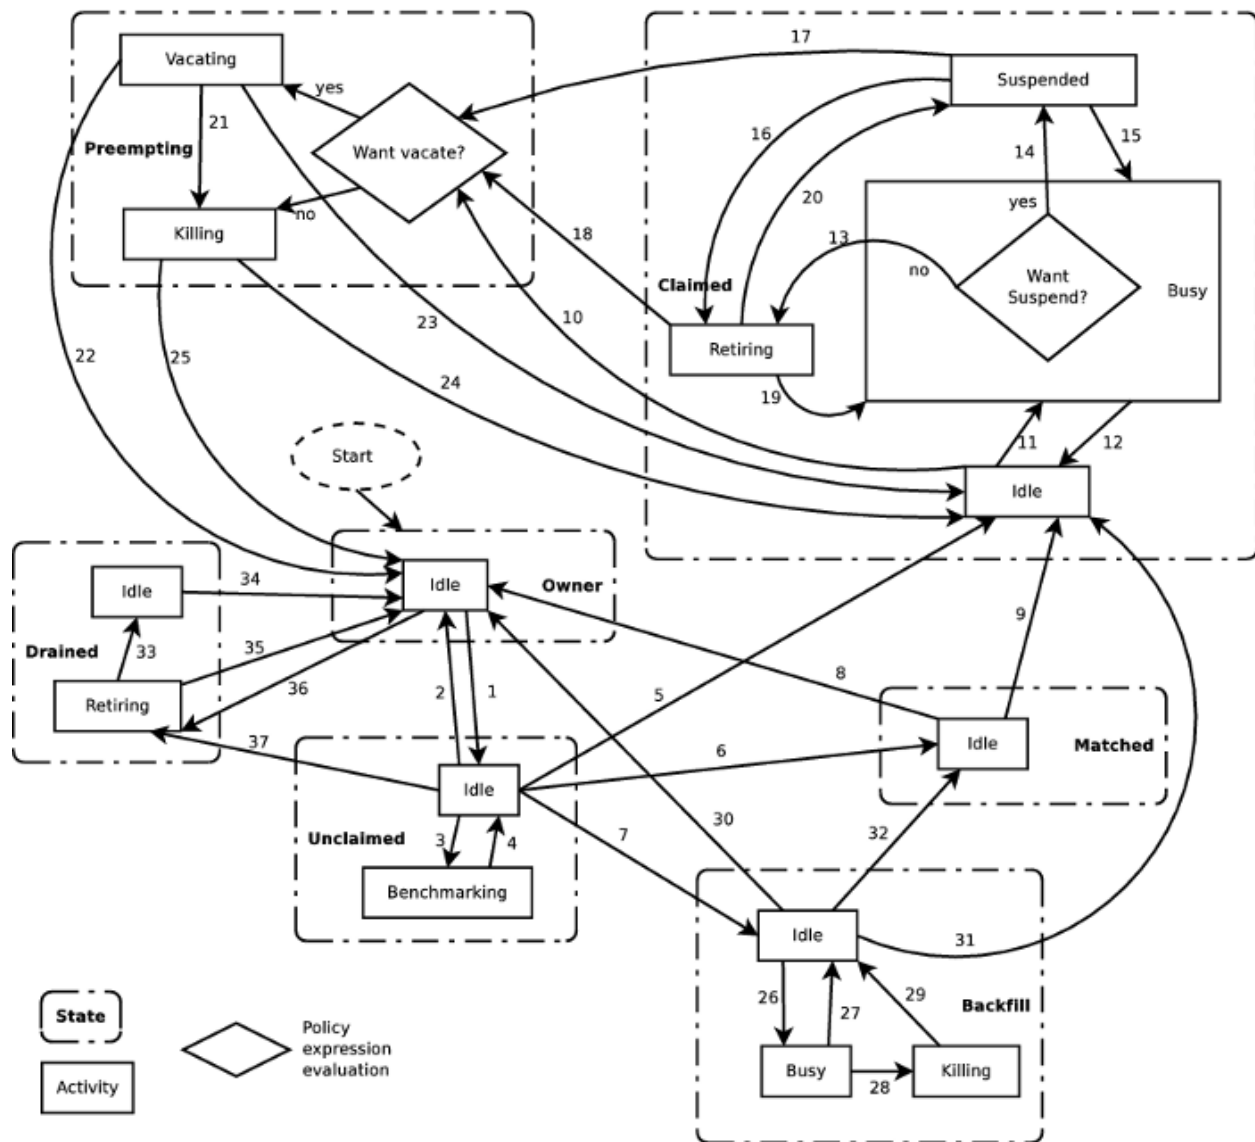 17
Vacating
Suspended
yes
21
16
15
Preempting
Want vacate?
14
20
yes
no
Killing
18
13
no
Want
Suspend?
Busy
Claimed
23
10
22
25
Retiring
24
19
Start
11
12
Idle
34
Idle
Idle
Owner
9
Drained
33
35
Retiring
36
2
1
5
8
37
6
Idle
Matched
Idle
Unclaimed
3
4
7
30
32
Benchmarking
Idle
31
26
27
29
Backfill
State
Policy
expression
evaluation
Activity
Busy
28
Killing